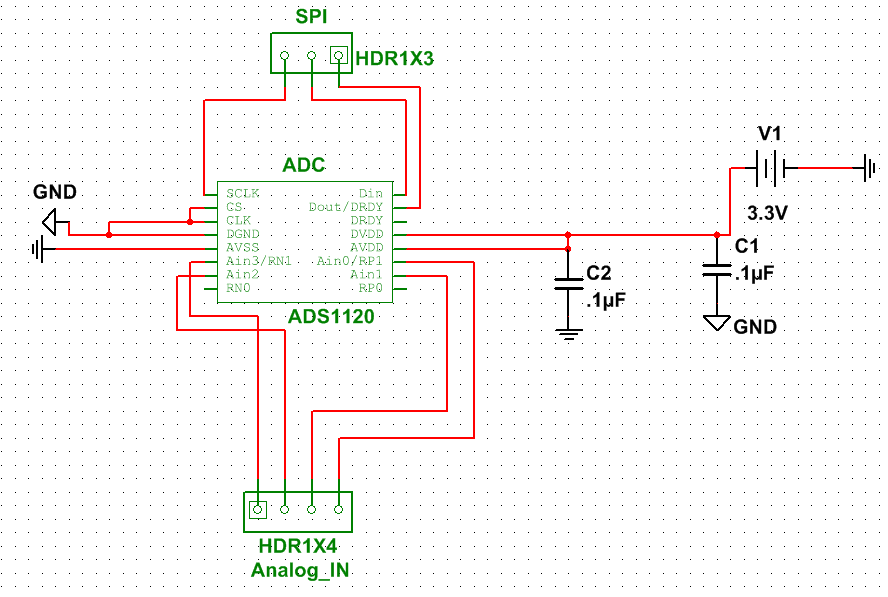 SPI
HDR1X3
V1
3.3V
ADC
GND
SCLK
CS
CLK
DGND
AVSS
Ain3/RN1
Ain2
RN0
Din
Dout/DRDY
DRDY
DVDD
AVDD
Ain0/RP1
Ain1
RP0
ADS1120
C2
.1µF
C1
.1µF
GND
HDR1X4
Analog_IN